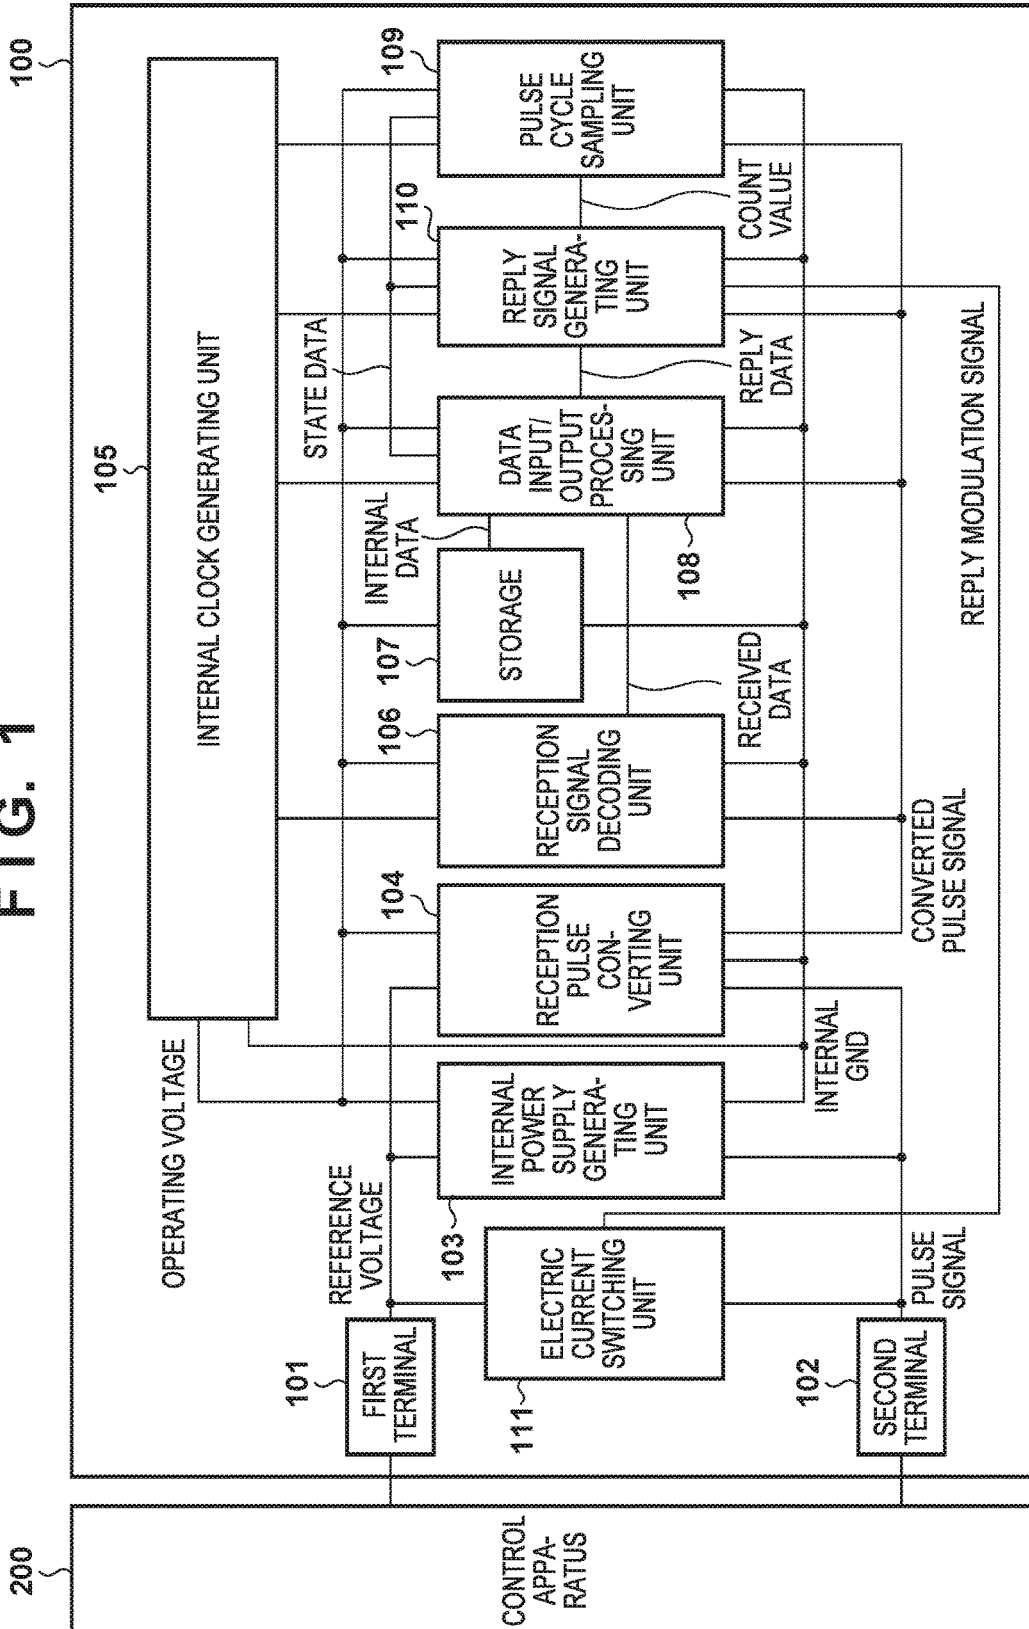 FIG. 1
100
105
INTERNAL CLOCK GENERATING UNIT
OPERATING VOLTAGE
STATE DATA
REFERENCE
VOLTAGE
200
CONTROL
APPA-
RATUS
101
FIRST
TERMINAL
102
SECOND
TERMINAL
111
ELECTRIC
CURRENT
SWITCHING
UNIT
103
INTERNAL
POWER
SUPPLY
GENERA-
TING
UNIT
104
RECEPTION
PULSE
CON-
VERTING
UNIT
106
RECEPTION
SIGNAL
DECODING
UNIT
107
STORAGE
INTERNAL
DATA
108
DATA
INPUT/
OUTPUT
PROCES-
SING
UNIT
110
REPLY
SIGNAL
GENERA-
TING
UNIT
109
PULSE
CYCLE
SAMPLING
UNIT
RECEIVED
DATA
REPLY
DATA
COUNT
VALUE
PULSE
SIGNAL
INTERNAL
GND
CONVERTED
PULSE SIGNAL
REPLY MODULATION SIGNAL